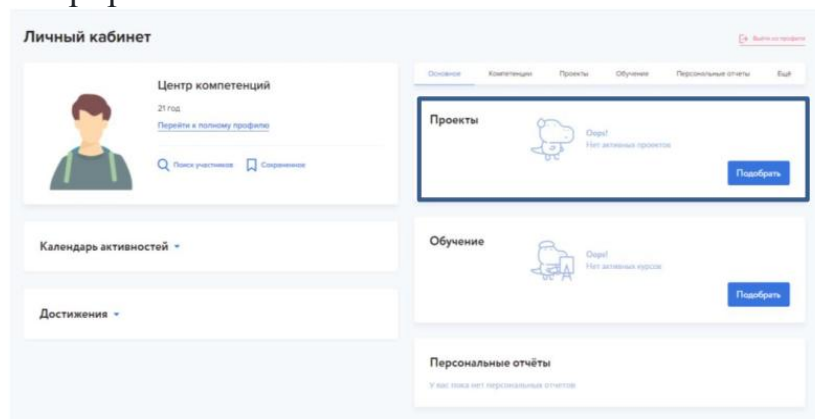 Личный кабинет
Выйти из профиля
Центр компетенций
21 год
Перейти к полному профилю
Поиск участников
Сохраненное
Календарь активностей
Достижения
Основное Компетенции Проекты Обучение Персональные отчеты Ещё
Проекты
Oops!
Нет активных проектов
Подобрать
Обучение
Oops!
Нет активных курсов
Подобрать
Персональные отчёты
У вас пока нет персональных отчетов